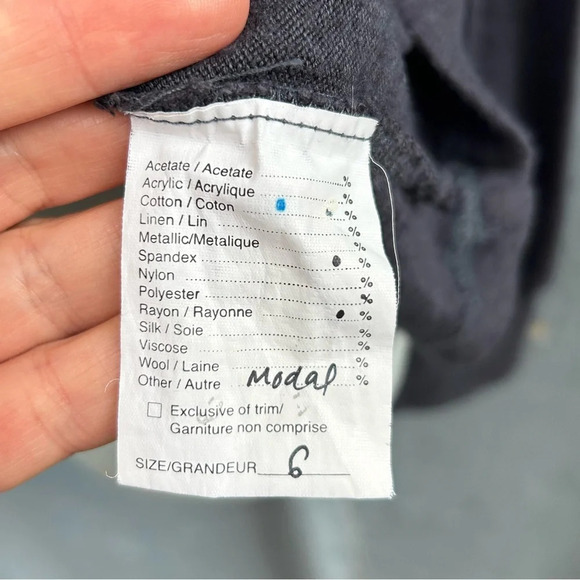 Acetate / Acetate ........................%
Acrylic / Acrylique ........................%
Cotton / Coton ........................%
Linen / Lin ........................%
Metallic/Metalique ........................%
Spandex ........................%
Nylon ........................%
Polyester ........................%
Rayon / Rayonne ........................%
Silk / Soie ........................%
Viscose ........................%
Wool / Laine ........................%
Other / Autre Modal ......%
☐ Exclusive of trim/
Garniture non comprise
SIZE/GRANDEUR 6